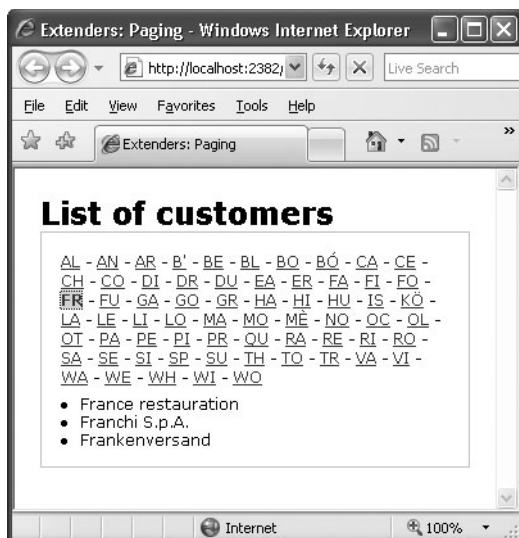 Extenders: Paging - Windows Internet Explorer
http://localhost:2382/
Live Search
File Edit View Favorites Tools Help
Extenders: Paging
»
List of customers
AL - AN - AR - B' - BE - BL - BO - BÓ - CA - CE -
CH - CO - DI - DR - DU - EA - ER - FA - FI - FO -
FR - FU - GA - GO - GR - HA - HI - HU - IS - KÖ -
LA - LE - LI - LO - MA - MO - MÈ - NO - OC - OL -
OT - PA - PE - PI - PR - QU - RA - RE - RI - RO -
SA - SE - SI - SP - SU - TH - TO - TR - VA - VI -
WA - WE - WH - WI - WO
• France restauration
• Franchi S.p.A.
• Frankenversand
Internet
100%